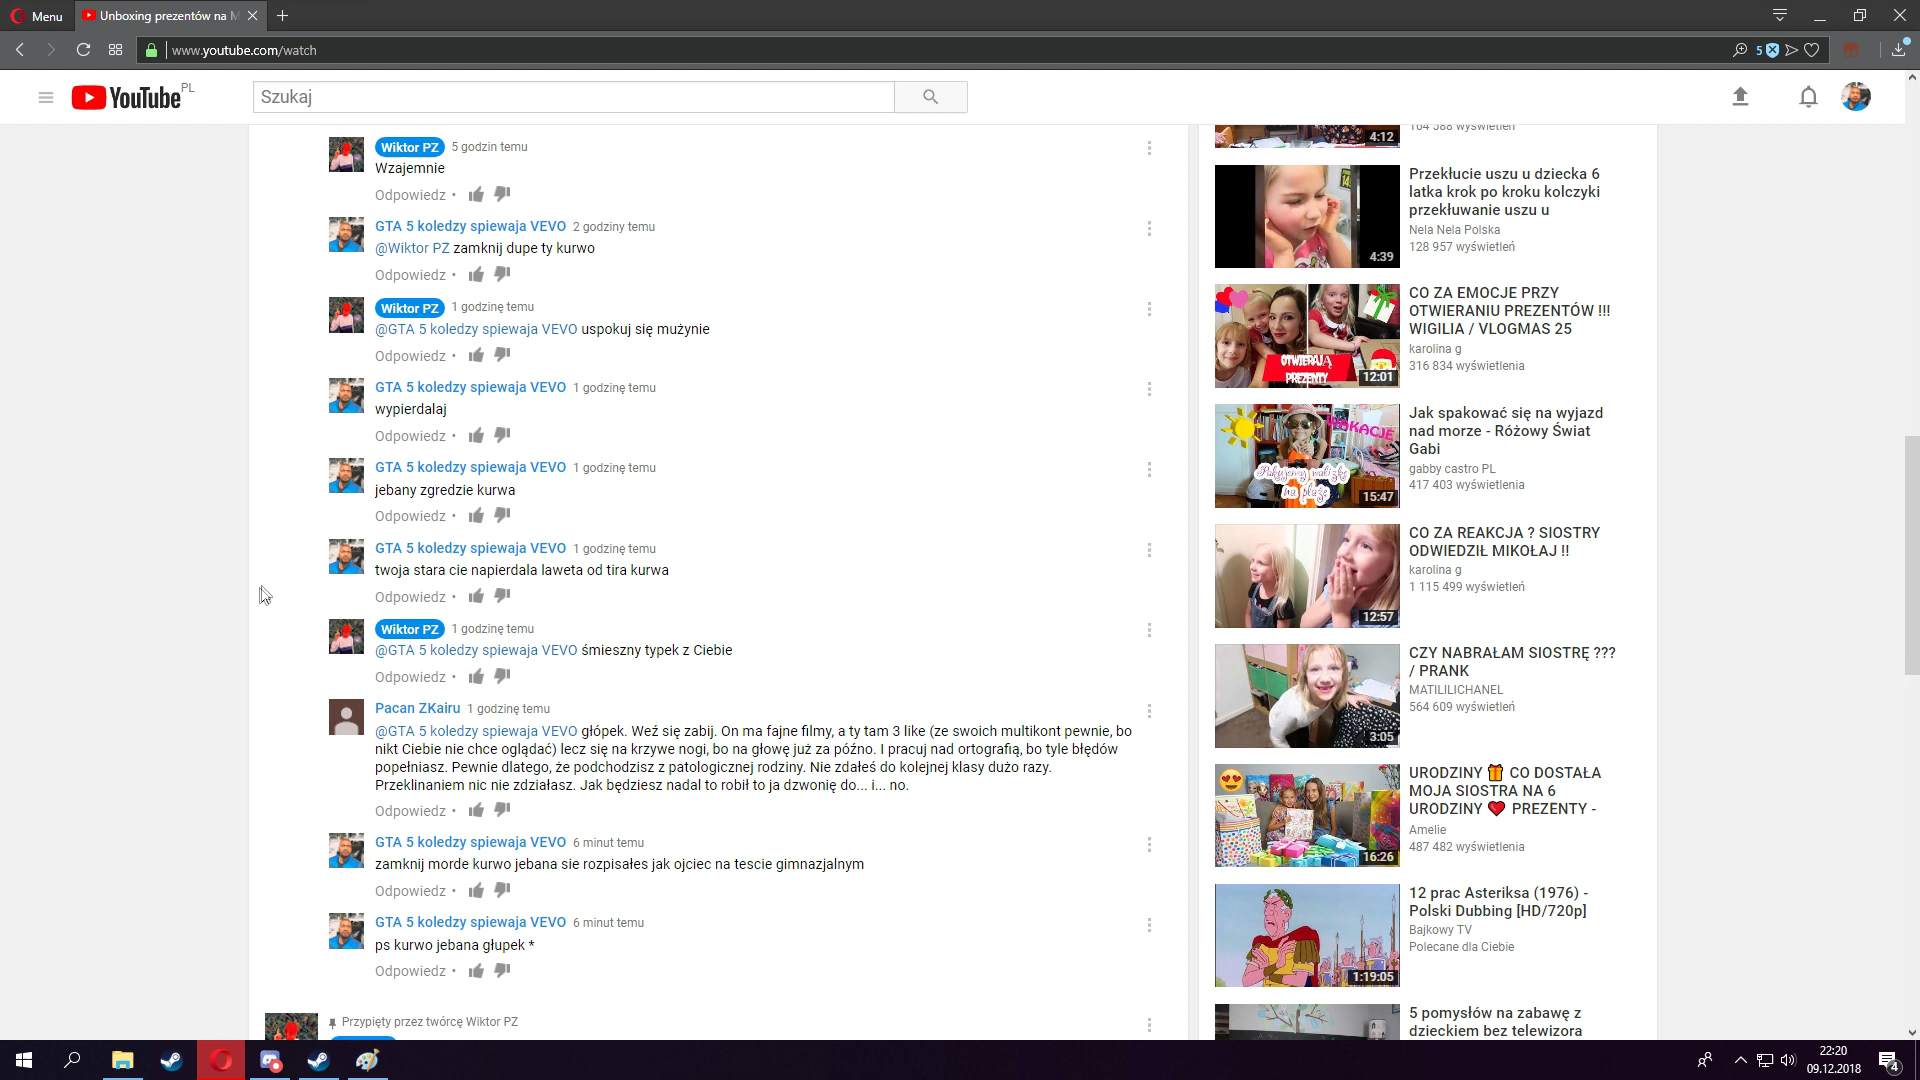 Menu
Unboxing prezentów na M
www.youtube.com/watch
5
YouTube PL
Szukaj
Wiktor PZ 5 godzin temu
Wzajemnie
Odpowiedz •
GTA 5 koledzy spiewaja VEVO 2 godziny temu
@Wiktor PZ zamknij dupe ty kurwo
Odpowiedz •
Wiktor PZ 1 godzinę temu
@GTA 5 koledzy spiewaja VEVO uspokuj się mużynie
Odpowiedz •
GTA 5 koledzy spiewaja VEVO 1 godzinę temu
wypierdalaj
Odpowiedz •
GTA 5 koledzy spiewaja VEVO 1 godzinę temu
jebany zgredzie kurwa
Odpowiedz •
GTA 5 koledzy spiewaja VEVO 1 godzinę temu
twoja stara cie napierdala laweta od tira kurwa
Odpowiedz •
Wiktor PZ 1 godzinę temu
@GTA 5 koledzy spiewaja VEVO śmieszny typek z Ciebie
Odpowiedz •
Pacan ZKairu 1 godzinę temu
@GTA 5 koledzy spiewaja VEVO głópek. Weź się zabij. On ma fajne filmy, a ty tam 3 like (ze swoich multikont pewnie, bo
nikt Ciebie nie chce oglądać) lecz się na krzywe nogi, bo na głowę już za późno. I pracuj nad ortografią, bo tyle błędów
popełniasz. Pewnie dlatego, że podchodzisz z patologicznej rodziny. Nie zdałeś do kolejnej klasy dużo razy.
Przeklinaniem nic nie zdziałasz. Jak będziesz nadal to robił to ja dzwonię do... i... no.
Odpowiedz •
GTA 5 koledzy spiewaja VEVO 6 minut temu
zamknij morde kurwo jebana sie rozpisałes jak ojciec na tescie gimnazjalnym
Odpowiedz •
GTA 5 koledzy spiewaja VEVO 6 minut temu
ps kurwo jebana głupek *
Odpowiedz •
Przypięty przez twórcę Wiktor PZ
4:12
164 588 wyświetleń
4:39
Przekłucie uszu u dziecka 6
latka krok po kroku kolczyki
przekłuwanie uszu u
Nela Nela Polska
128 957 wyświetleń
OTWIERAJĄ
PREZENTY
12:01
CO ZA EMOCJE PRZY
OTWIERANIU PREZENTÓW !!!
WIGILIA / VLOGMAS 25
karolina g
316 834 wyświetlenia
WAKACJE
Pakujemy walizkę
na plażę
15:47
Jak spakować się na wyjazd
nad morze - Różowy Świat
Gabi
gabby castro PL
417 403 wyświetlenia
12:57
CO ZA REAKCJA ? SIOSTRY
ODWIEDZIŁ MIKOŁAJ !!
karolina g
1 115 499 wyświetleń
3:05
CZY NABRAŁAM SIOSTRĘ ???
/ PRANK
MATILILICHANEL
564 609 wyświetleń
16:26
URODZINY 🎁 CO DOSTAŁA
MOJA SIOSTRA NA 6
URODZINY ❤ PREZENTY -
Amelie
487 482 wyświetlenia
1:19:05
12 prac Asteriksa (1976) -
Polski Dubbing [HD/720p]
Bajkowy TV
Polecane dla Ciebie
5 pomysłów na zabawę z
dzieckiem bez telewizora
22:20
09.12.2018
4